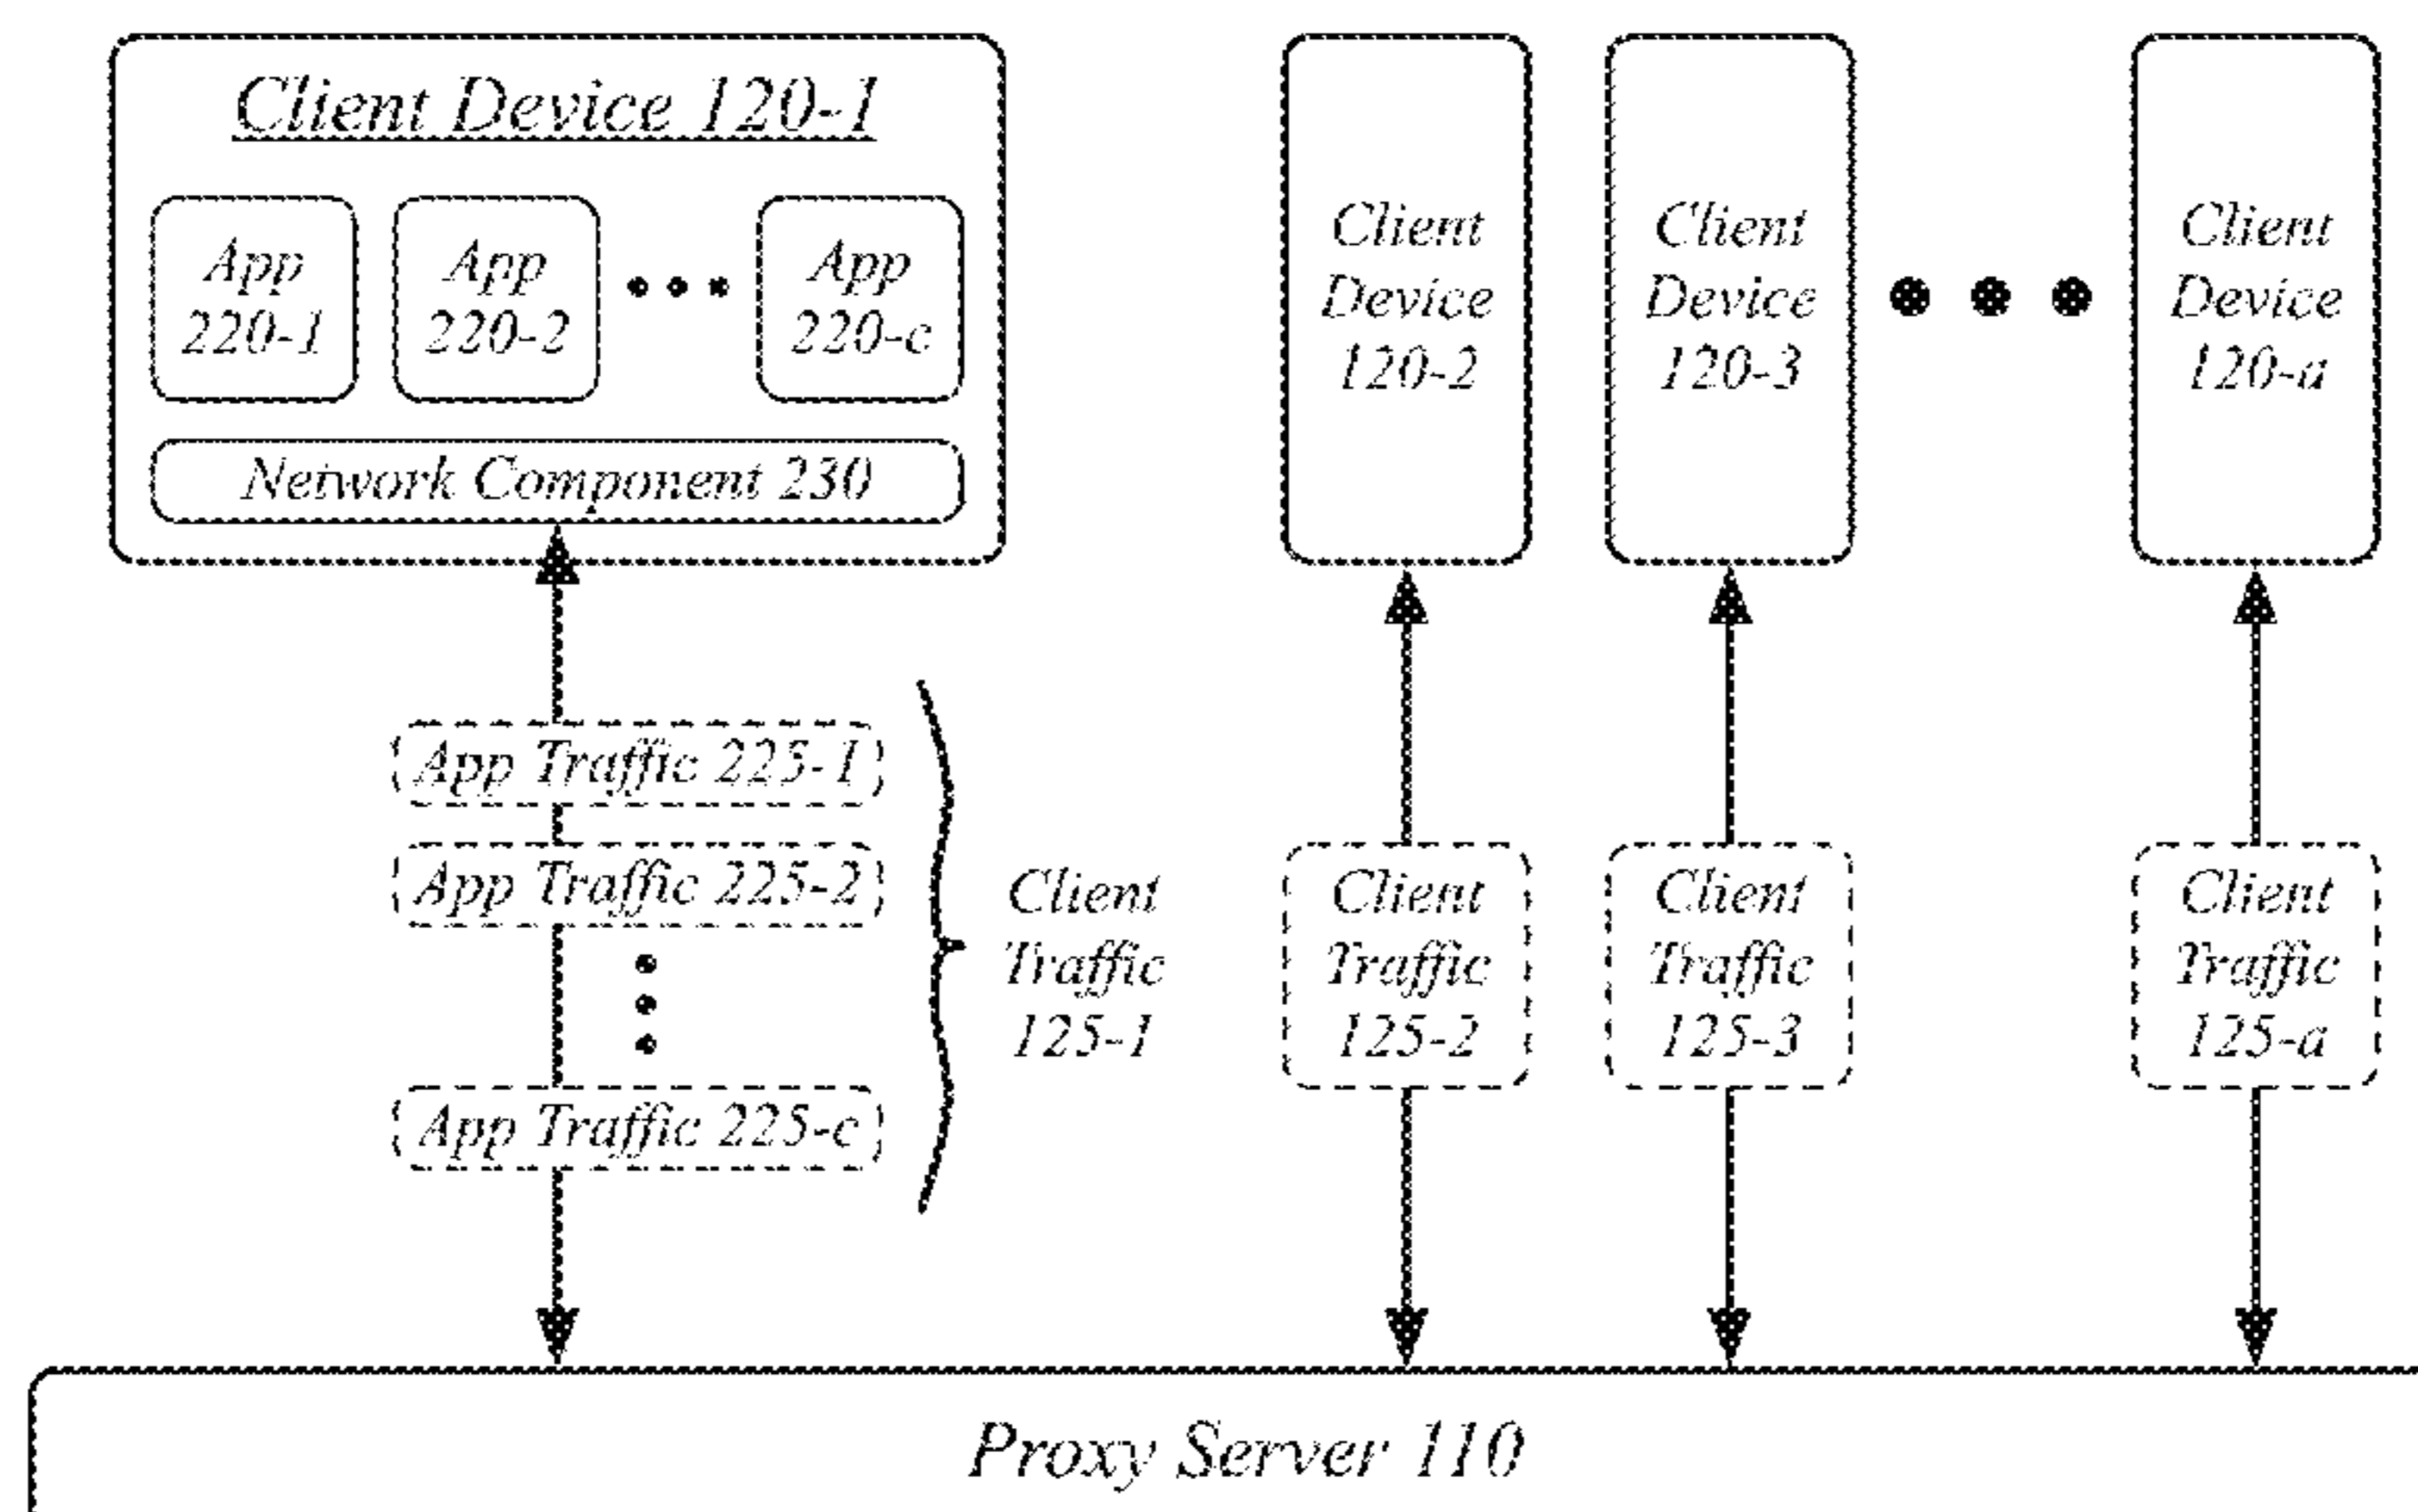 Client Device 120-1
App
220-1
App
220-2
App
220-c
Network Component 230
Client
Device
120-2
Client
Device
120-3
Client
Device
120-a
App Traffic 225-1
App Traffic 225-2
App Traffic 225-c
Client
Traffic
125-1
Client
Traffic
125-2
Client
Traffic
125-3
Client
Traffic
125-a
Proxy Server 110